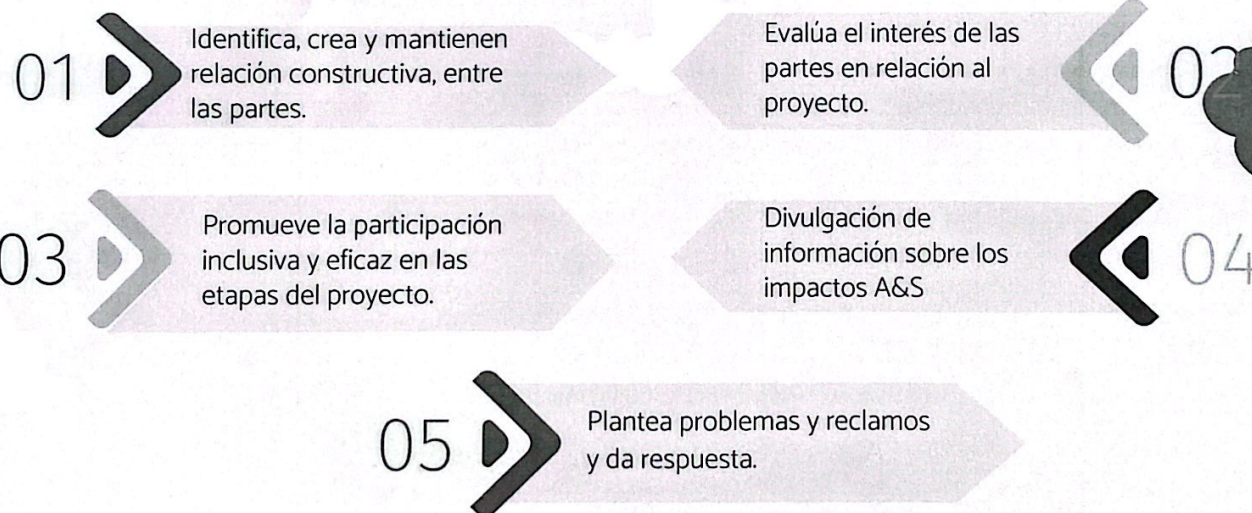 01
Identifica, crea y mantienen
relación constructiva, entre
las partes.
Evalúa el interés de las
partes en relación al
proyecto.
02
03
Promueve la participación
inclusiva y eficaz en las
etapas del proyecto.
Divulgación de
información sobre los
impactos A&S
04
05
Plantea problemas y reclamos
y da respuesta.